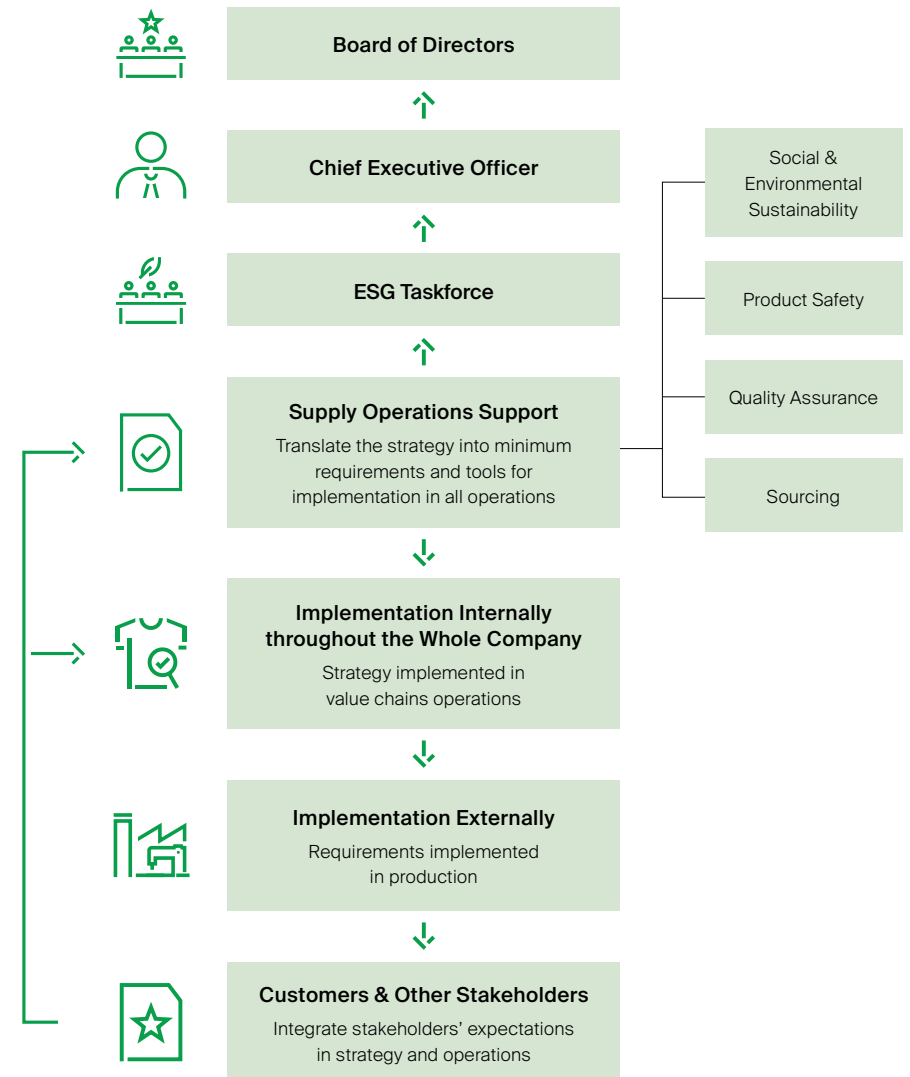 Board of Directors
Chief Executive Officer
ESG Taskforce
Supply Operations Support
Translate the strategy into minimum
requirements and tools for
implementation in all operations
Social &
Environmental
Sustainability
Product Safety
Quality Assurance
Sourcing
Implementation Internally
throughout the Whole Company
Strategy implemented in
value chains operations
Implementation Externally
Requirements implemented
in production
Customers & Other Stakeholders
Integrate stakeholders’ expectations
in strategy and operations